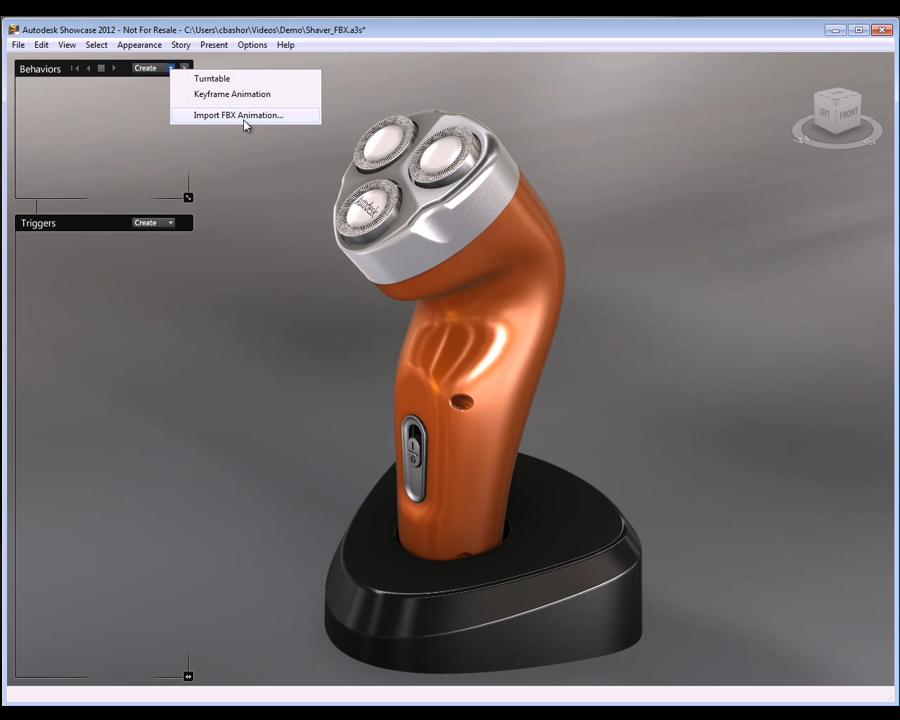 Autodesk Showcase 2012 - Not For Resale - C:\Users\cbashor\Videos\Demo\Shaver_FBX.a3s*
File Edit View Select Appearance Story Present Options Help
Behaviors Create
Turntable
Keyframe Animation
Import FBX Animation...
Triggers Create
LEFT FRONT
Autodesk